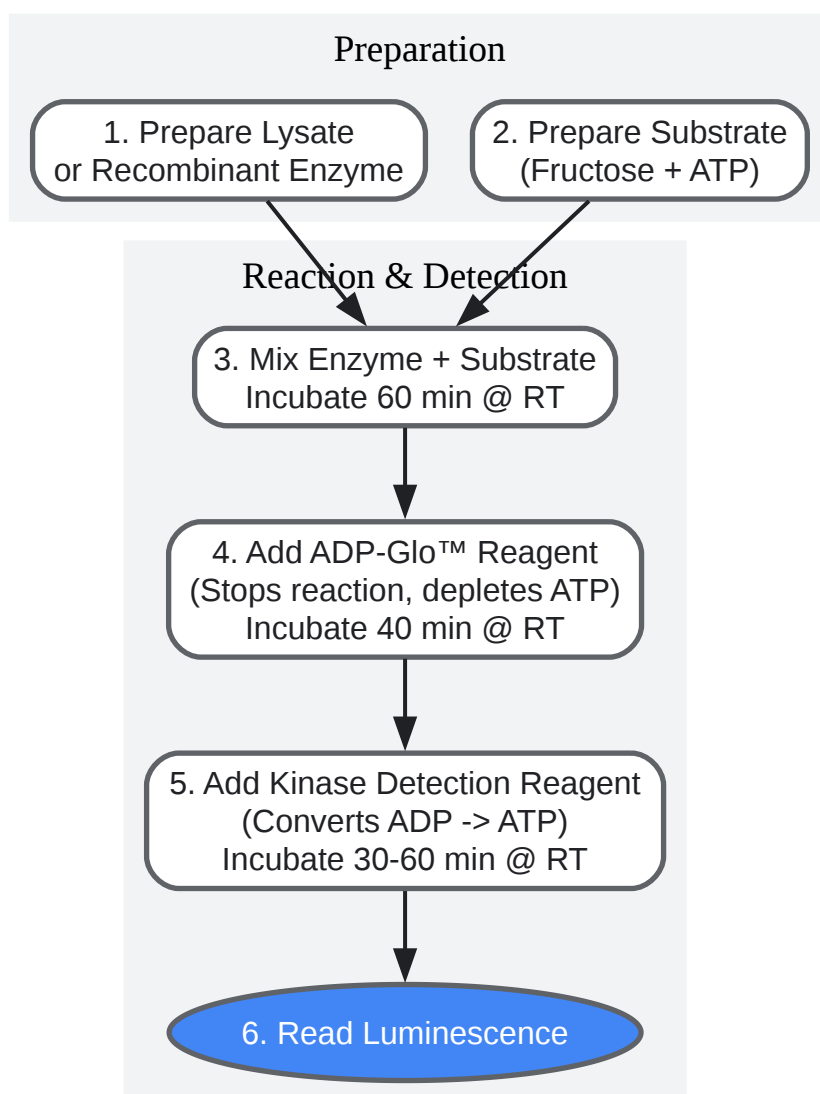 Preparation
1. Prepare Lysate
or Recombinant Enzyme
2. Prepare Substrate
(Fructose + ATP)
Reaction & Detection
3. Mix Enzyme + Substrate
Incubate 60 min @ RT
4. Add ADP-Glo™ Reagent
(Stops reaction, depletes ATP)
Incubate 40 min @ RT
5. Add Kinase Detection Reagent
(Converts ADP -> ATP)
Incubate 30-60 min @ RT
6. Read Luminescence